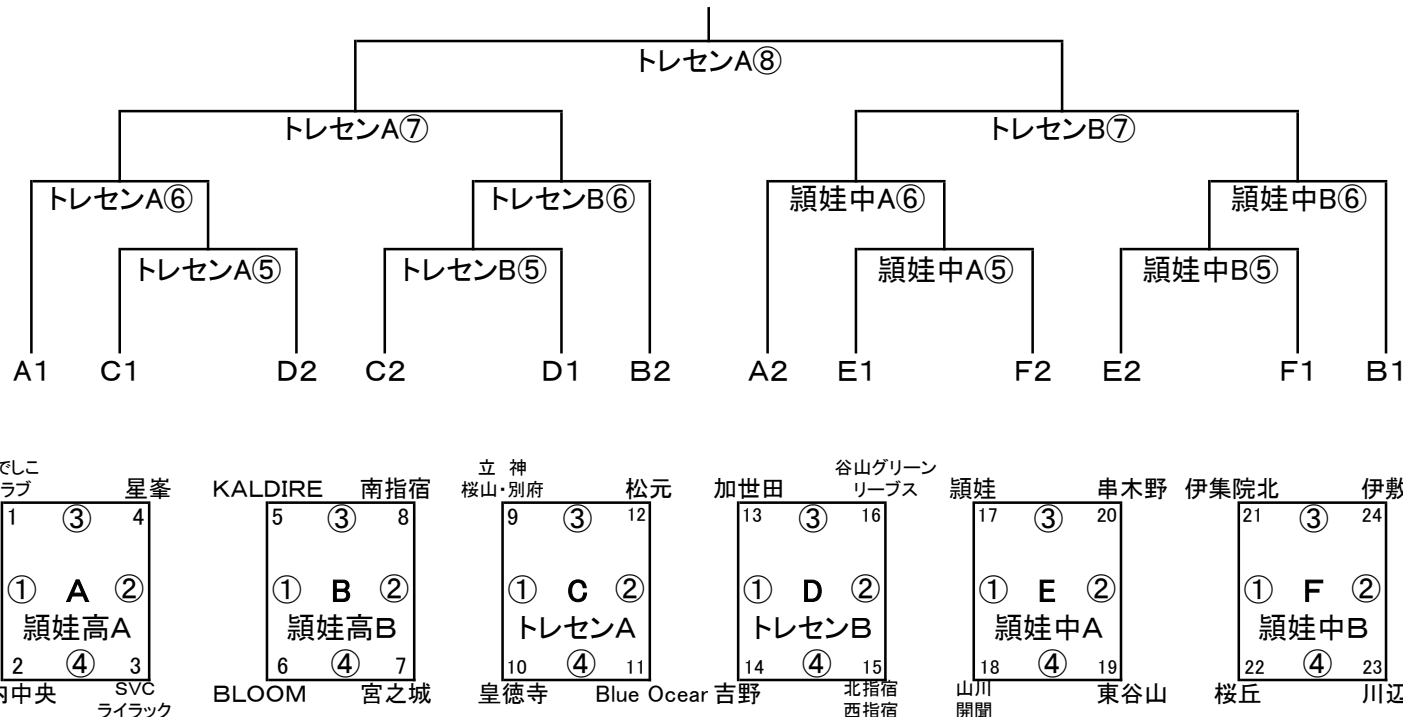 トレセンA⑧
トレセンA⑦ トレセンB⑦
トレセンA⑥ トレセンB⑥ 頴娃中A⑥ 頴娃中B⑥
トレセンA⑤ トレセンB⑤ 頴娃中A⑤ 頴娃中B⑤
A1 C1 D2 C2 D1 B2 A2 E1 F2 E2 F1 B1
でしこ
ラブ 星峯
1 ③ 4
① A ②
頴娃高A
2 ④ 3
中央 SVC
ライラック
KALDIRE 南指宿
5 ③ 8
① B ②
頴娃高B
6 ④ 7
BLOOM 宮之城
立 神
桜山・別府 松元
9 ③ 12
① C ②
トレセンA
10 ④ 11
皇徳寺 Blue Ocear
谷山グリーン
加世田 リーブス
13 ③ 16
① D ②
トレセンB
14 ④ 15
吉野 北指宿
西指宿
頴娃 串木野
17 ③ 20
① E ②
頴娃中A
18 ④ 19
山川 東谷山
開聞
伊集院北 伊敷
21 ③ 24
① F ②
頴娃中B
22 ④ 23
桜丘 川辺